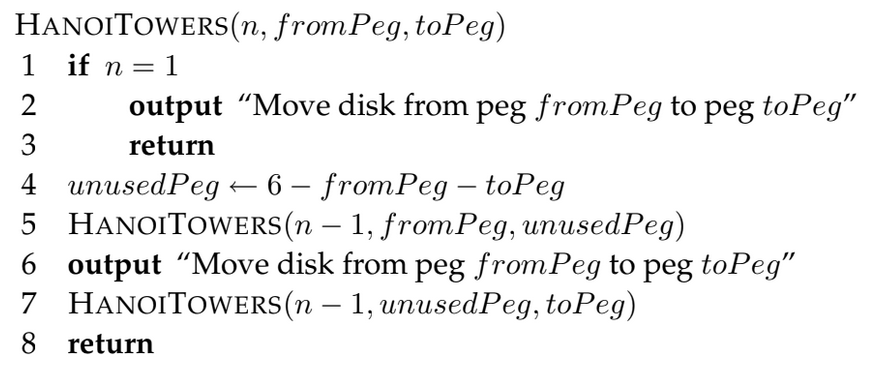 HANOITOWERS(n, fromPeg, toPeg)
1 if n = 1
2 output “Move disk from peg fromPeg to peg toPeg”
3 return
4 unusedPeg ← 6 − fromPeg − toPeg
5 HANOITOWERS(n − 1, fromPeg, unusedPeg)
6 output “Move disk from peg fromPeg to peg toPeg”
7 HANOITOWERS(n − 1, unusedPeg, toPeg)
8 return